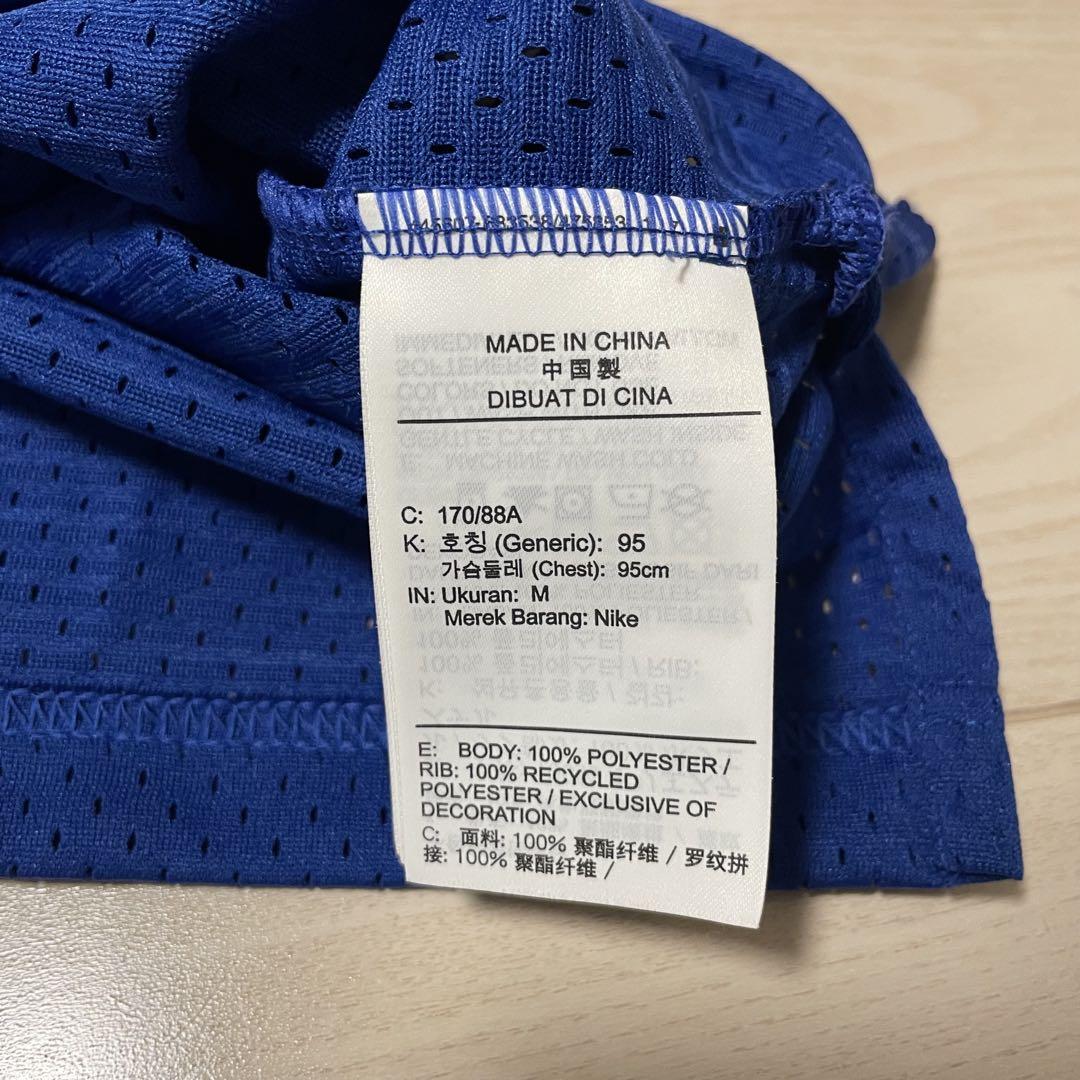 MADE IN CHINA
中国製
DIBUAT DI CINA
C: 170/88A
K: 호칭 (Generic): 95
가슴둘레 (Chest): 95cm
IN: Ukuran: M
Merek Barang: Nike
E: BODY: 100% POLYESTER /
RIB: 100% RECYCLED
POLYESTER / EXCLUSIVE OF
DECORATION
C: 面料: 100% 聚酯纤维 / 罗纹拼
接: 100% 聚酯纤维 /